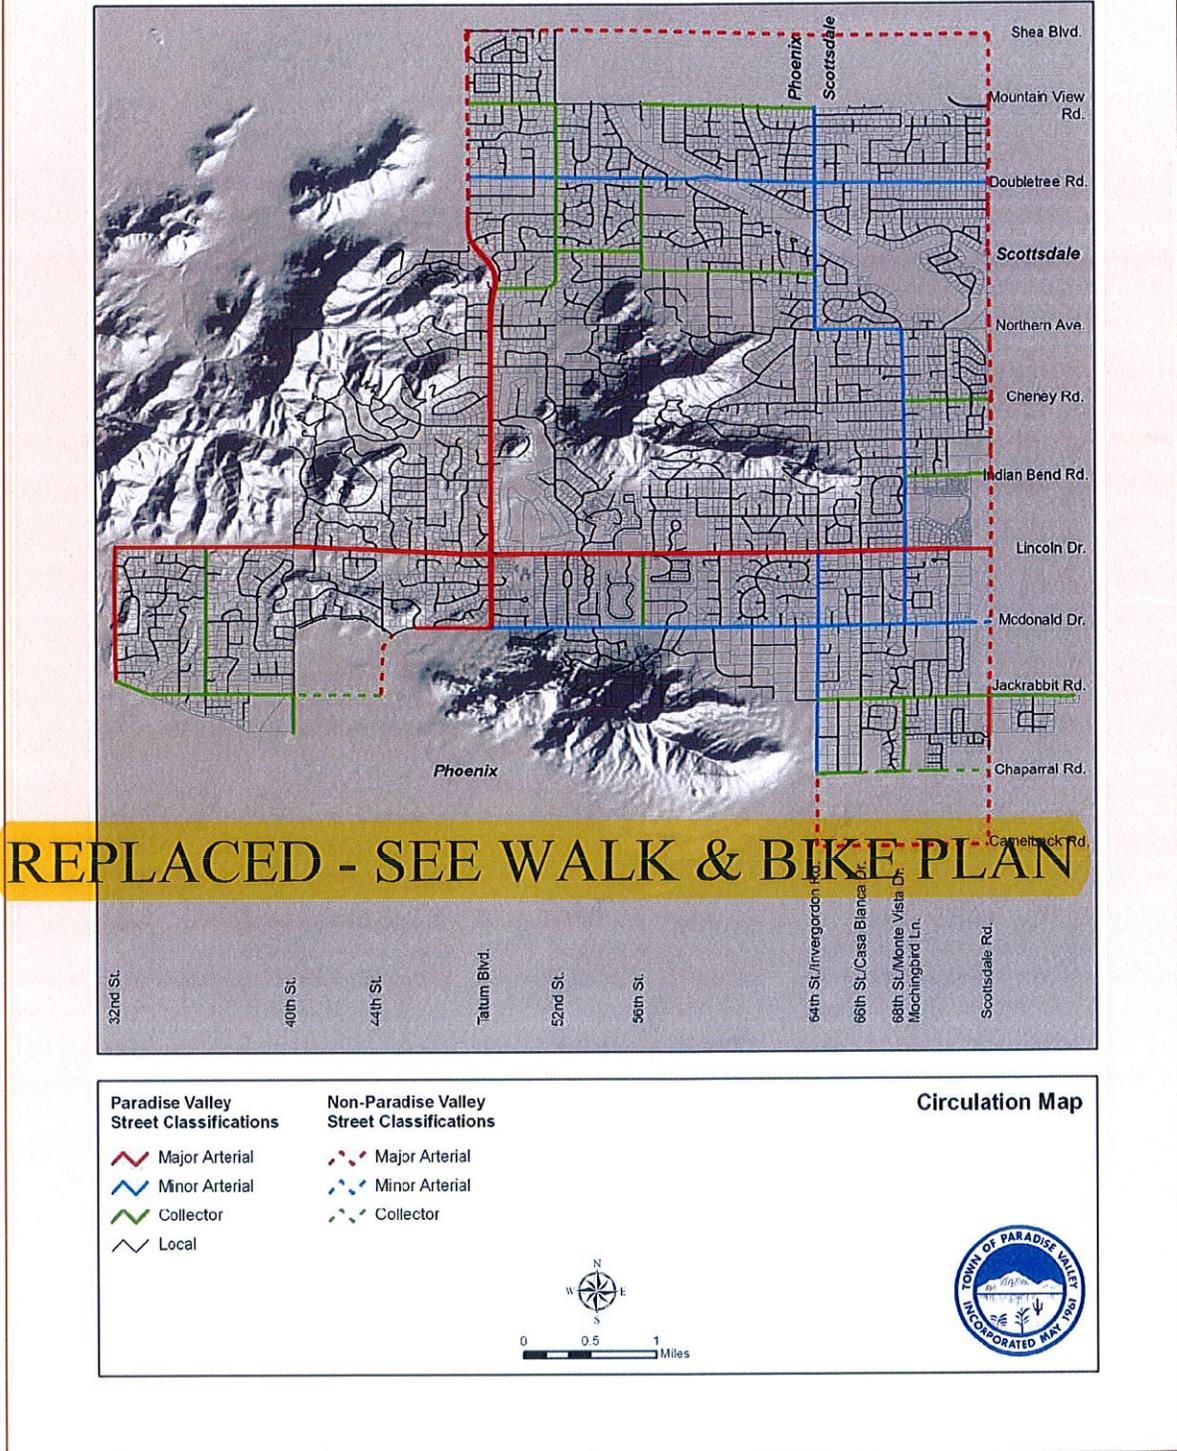 Shea Blvd.
Phoenix
Scottsdale
Mountain View
Rd.
Doubletree Rd.
Scottsdale
Northern Ave.
Cheney Rd.
Indian Bend Rd.
Lincoln Dr.
Mcdonald Dr.
Jackrabbit Rd.
Phoenix
Chaparral Rd.
Camelback Rd.
REPLACED - SEE WALK & BIKE PLAN
32nd St.
40th St.
44th St.
Tatum Blvd.
52nd St.
56th St.
64th St./Invergordon Rd.
66th St./Casa Blanca Dr.
68th St./Monte Vista Dr.
Mochingbird Ln.
Scottsdale Rd.
Paradise Valley
Street Classifications
Major Arterial
Minor Arterial
Collector
Local
Non-Paradise Valley
Street Classifications
Major Arterial
Minor Arterial
Collector
Circulation Map
N
W E
S
0 0.5 1
Miles
TOWN OF PARADISE VALLEY
INCORPORATED MAY 1961